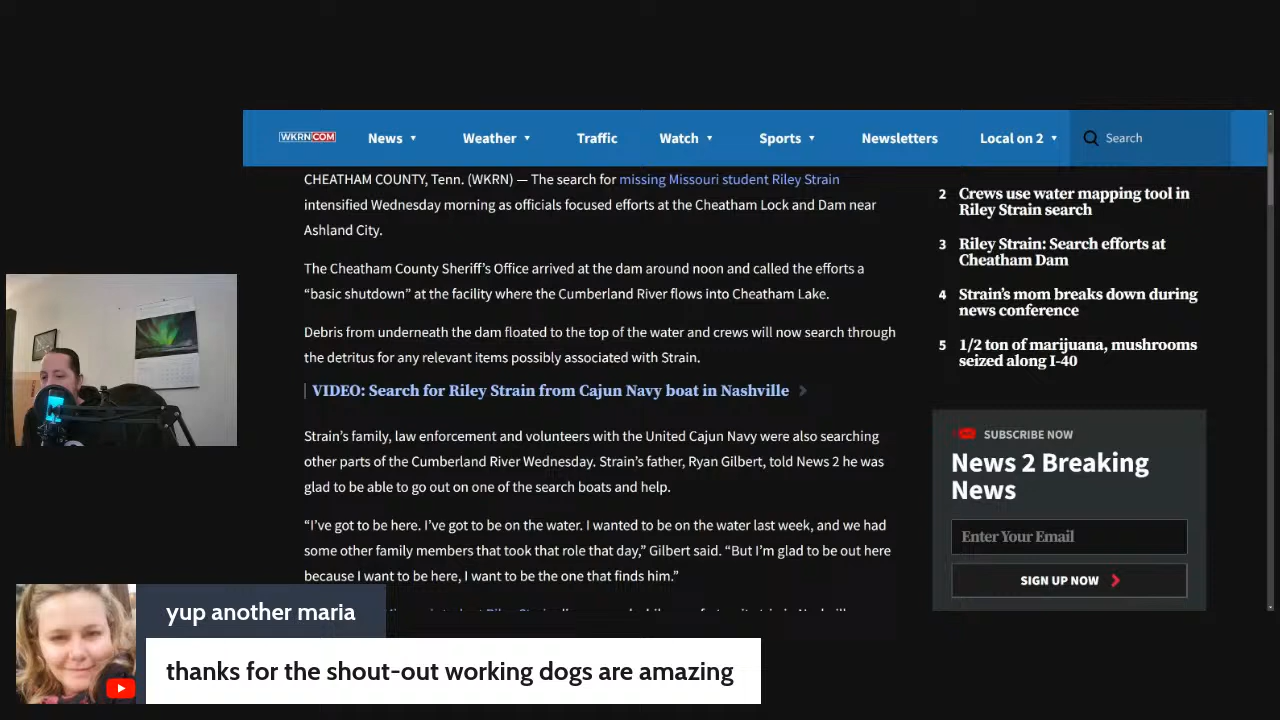 WKRN.COM
News
Weather
Traffic
Watch
Sports
Newsletters
Local on 2
Search
CHEATHAM COUNTY, Tenn. (WKRN) — The search for missing Missouri student Riley Strain
intensified Wednesday morning as officials focused efforts at the Cheatham Lock and Dam near
Ashland City.
The Cheatham County Sheriff’s Office arrived at the dam around noon and called the efforts a
“basic shutdown” at the facility where the Cumberland River flows into Cheatham Lake.
Debris from underneath the dam floated to the top of the water and crews will now search through
the detritus for any relevant items possibly associated with Strain.
VIDEO: Search for Riley Strain from Cajun Navy boat in Nashville
Strain’s family, law enforcement and volunteers with the United Cajun Navy were also searching
other parts of the Cumberland River Wednesday. Strain’s father, Ryan Gilbert, told News 2 he was
glad to be able to go out on one of the search boats and help.
“I’ve got to be here. I’ve got to be on the water. I wanted to be on the water last week, and we had
some other family members that took that role that day,” Gilbert said. “But I’m glad to be out here
because I want to be here, I want to be the one that finds him.”
2 Crews use water mapping tool in
Riley Strain search
3 Riley Strain: Search efforts at
Cheatham Dam
4 Strain’s mom breaks down during
news conference
5 1/2 ton of marijuana, mushrooms
seized along I-40
SUBSCRIBE NOW
News 2 Breaking
News
Enter Your Email
SIGN UP NOW
yup another maria
thanks for the shout-out working dogs are amazing